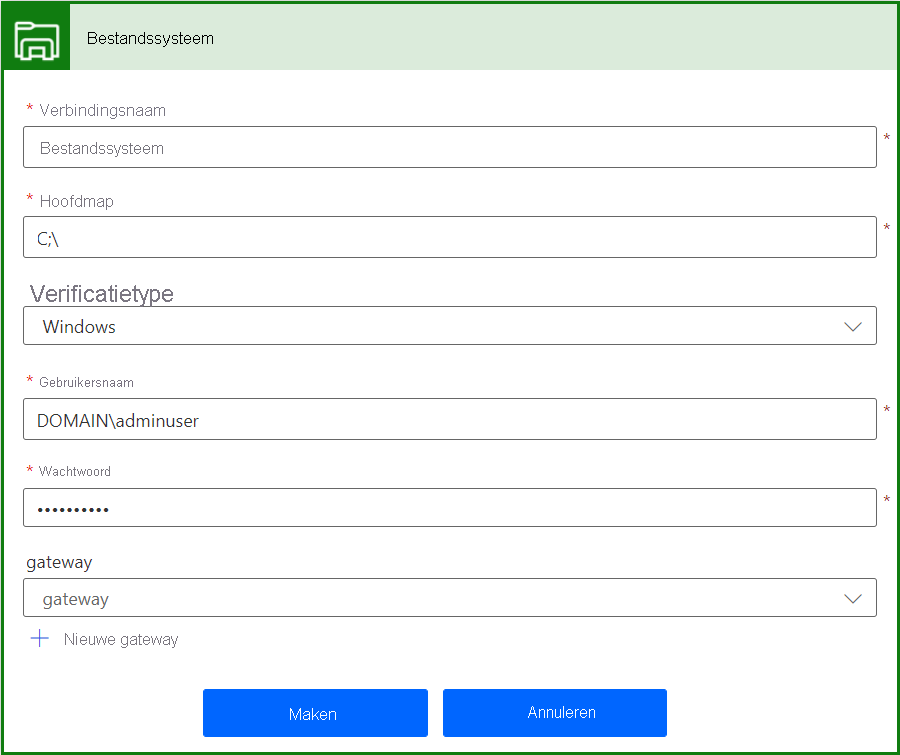 Bestandssysteem
* Verbindingsnaam
Bestandssysteem *
* Hoofdmap
C;\ *
Verificatietype
Windows
* Gebruikersnaam
DOMAIN\adminuser *
* Wachtwoord
•••••••••• *
gateway
gateway
+ Nieuwe gateway
Maken Annuleren